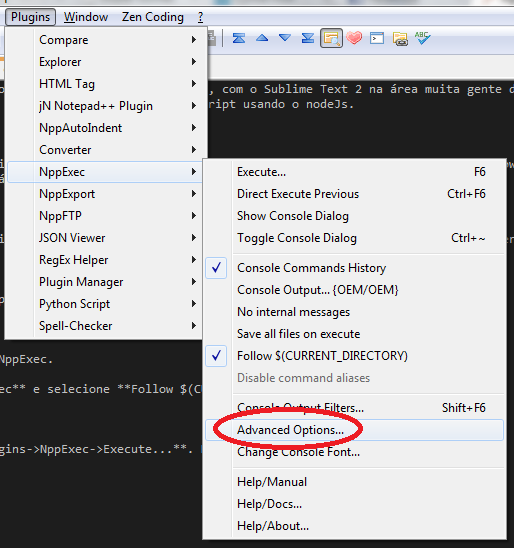 Plugins Window Zen Coding ?
Compare
Explorer
, com o Sublime Text 2 na área muita gente d
HTML Tag
jN Notepad++ Plugin
ript usando o nodeJs.
NppAutoIndent
Converter
NppExec
Execute... F6
NppExport
Direct Execute Previous Ctrl+F6
NppFTP
Show Console Dialog
JSON Viewer
Toggle Console Dialog Ctrl+~
RegEx Helper
Console Commands History
Plugin Manager
Console Output... {OEM/OEM}
Python Script
No internal messages
Spell-Checker
Save all files on execute
NppExec.
Follow $(CURRENT_DIRECTORY)
Disable command aliases
ec** e selecione **Follow $(CU
Console Output Filters... Shift+F6
Advanced Options...
gins->NppExec->Execute...**.
Change Console Font...
Help/Manual
Help/Docs...
Help/About...